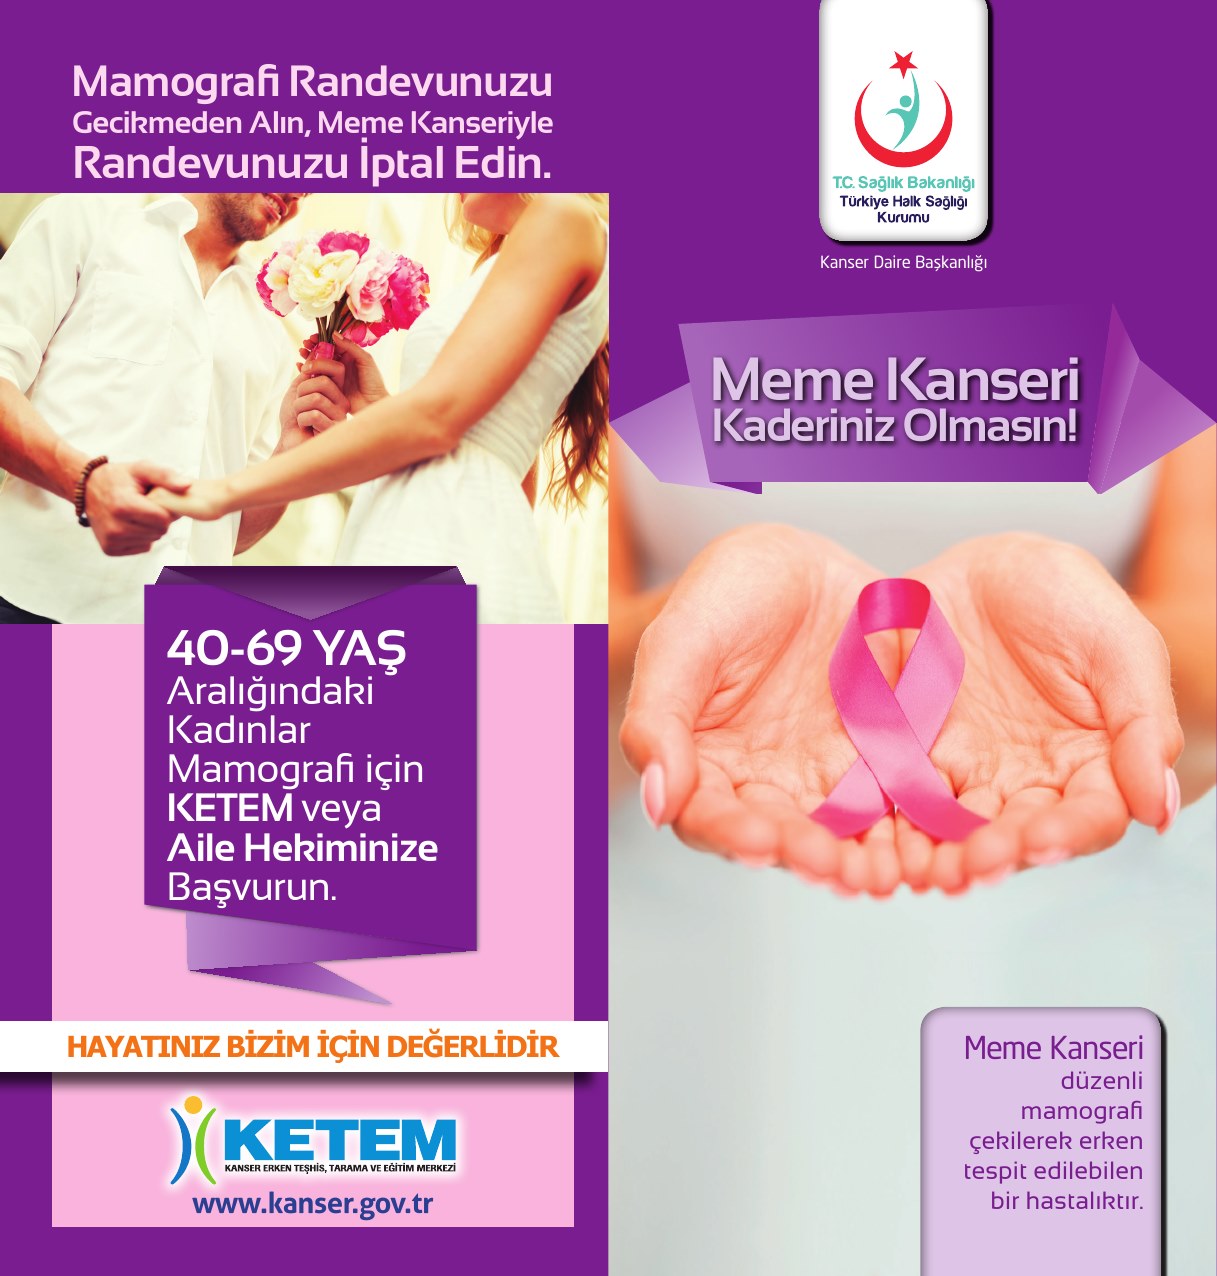 Mamografi Randevunuzu
Gecikmeden Alın, Meme Kanseriyle
Randevunuzu İptal Edin.
40-69 YAŞ
Aralığındaki
Kadınlar
Mamografi için
KETEM veya
Aile Hekiminize
Başvurun.
HAYATINIZ BİZİM İÇİN DEĞERLİDİR
KETEM
KANSER ERKEN TEŞHİS, TARAMA VE EĞİTİM MERKEZİ
www.kanser.gov.tr
T.C. Sağlık Bakanlığı
Türkiye Halk Sağlığı
Kurumu
Kanser Daire Başkanlığı
Meme Kanseri
Kaderiniz Olmasın!
Meme Kanseri
düzenli
mamografi
çekilerek erken
tespit edilebilen
bir hastalıktır.